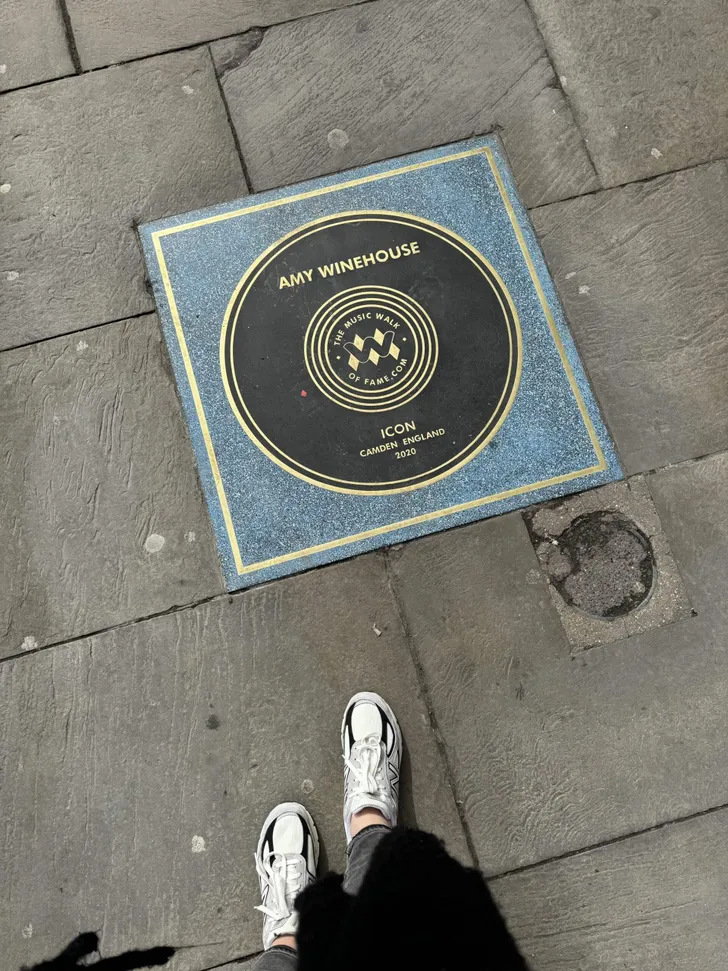 AMY WINEHOUSE
THE MUSIC WALK
OF FAME.COM
ICON
CAMDEN ENGLAND
2020